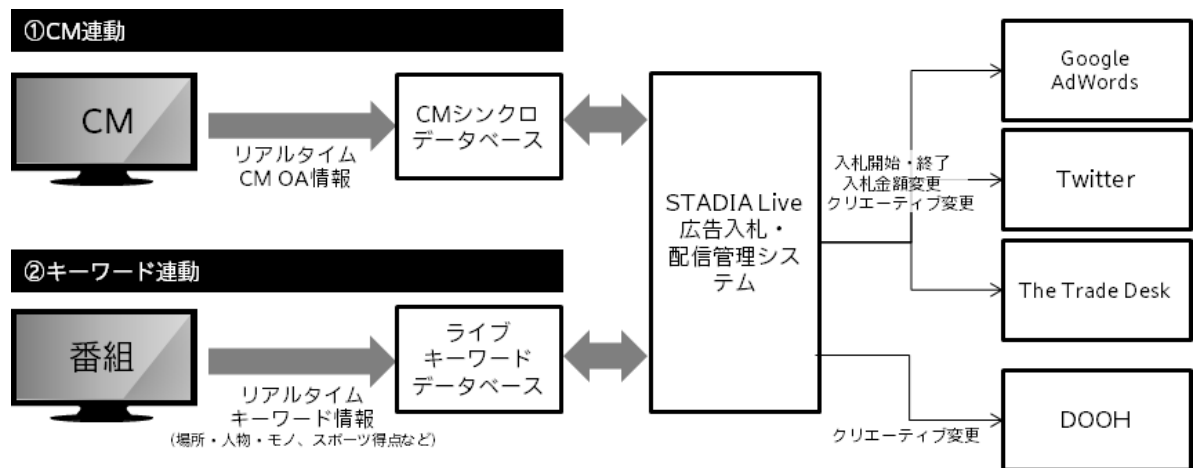 ①CM連動
CM
リアルタイム
CM OA情報
CMシンクロ
データベース
②キーワード連動
番組
リアルタイム
キーワード情報
(場所・人物・モノ、スポーツ得点など)
ライブ
キーワード
データベース
STADIA Live
広告入札・
配信管理シス
テム
入札開始・終了
入札金額変更
クリエーティブ変更
クリエーティブ変更
Google
AdWords
Twitter
The Trade Desk
DOOH